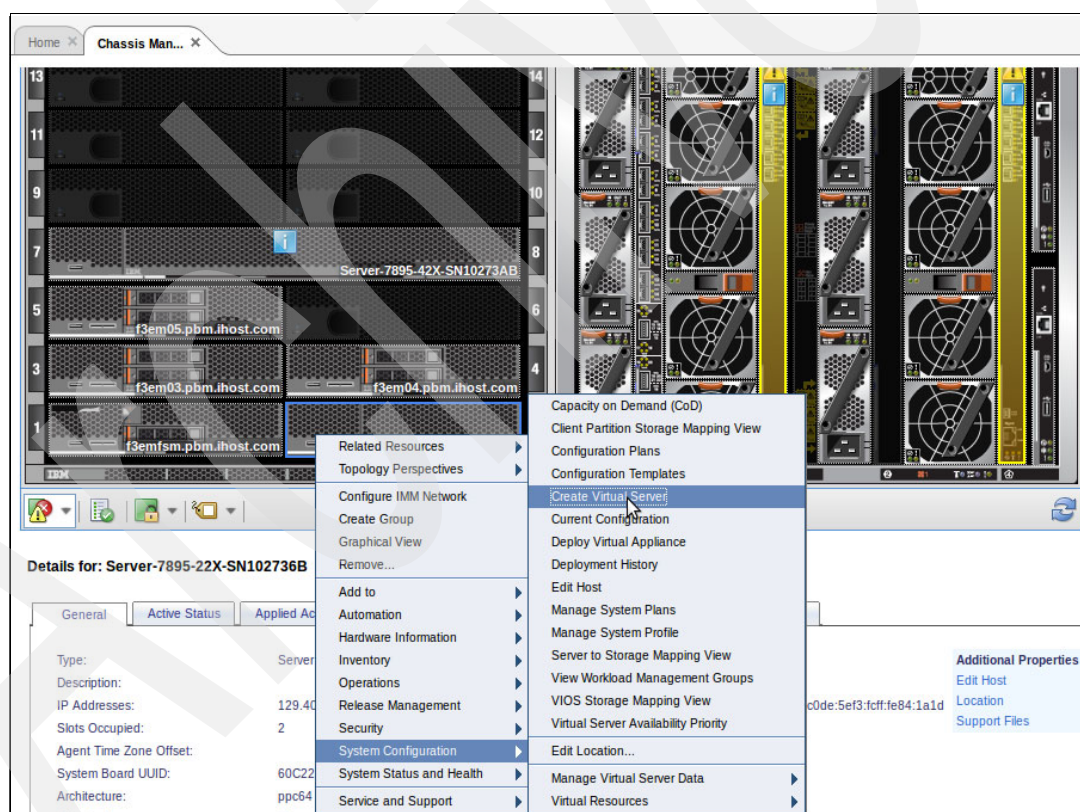 Home
Chassis Man...
13
14
11
12
9
10
7
8
Server-7895-42X-SN10273AB
5
6
f3em05.pbm.ihost.com
3
4
f3em03.pbm.ihost.com
f3em04.pbm.ihost.com
1
f3emfsm.pbm.ihost.com
IBM
Related Resources
Topology Perspectives
Configure IMM Network
Create Group
Graphical View
Remove...
Add to
Automation
Hardware Information
Inventory
Operations
Release Management
Security
System Configuration
System Status and Health
Service and Support
Capacity on Demand (CoD)
Client Partition Storage Mapping View
Configuration Plans
Configuration Templates
Create Virtual Server
Current Configuration
Deploy Virtual Appliance
Deployment History
Edit Host
Manage System Plans
Manage System Profile
Server to Storage Mapping View
View Workload Management Groups
VIOS Storage Mapping View
Virtual Server Availability Priority
Edit Location...
Manage Virtual Server Data
Virtual Resources
Details for: Server-7895-22X-SN102736B
General
Active Status
Applied Ac
Type: Server
Description:
IP Addresses: 129.40 c0de:5ef3:fcff:fe84:1a1d
Slots Occupied: 2
Agent Time Zone Offset:
System Board UUID: 60C22
Architecture: ppc64
Additional Properties
Edit Host
Location
Support Files